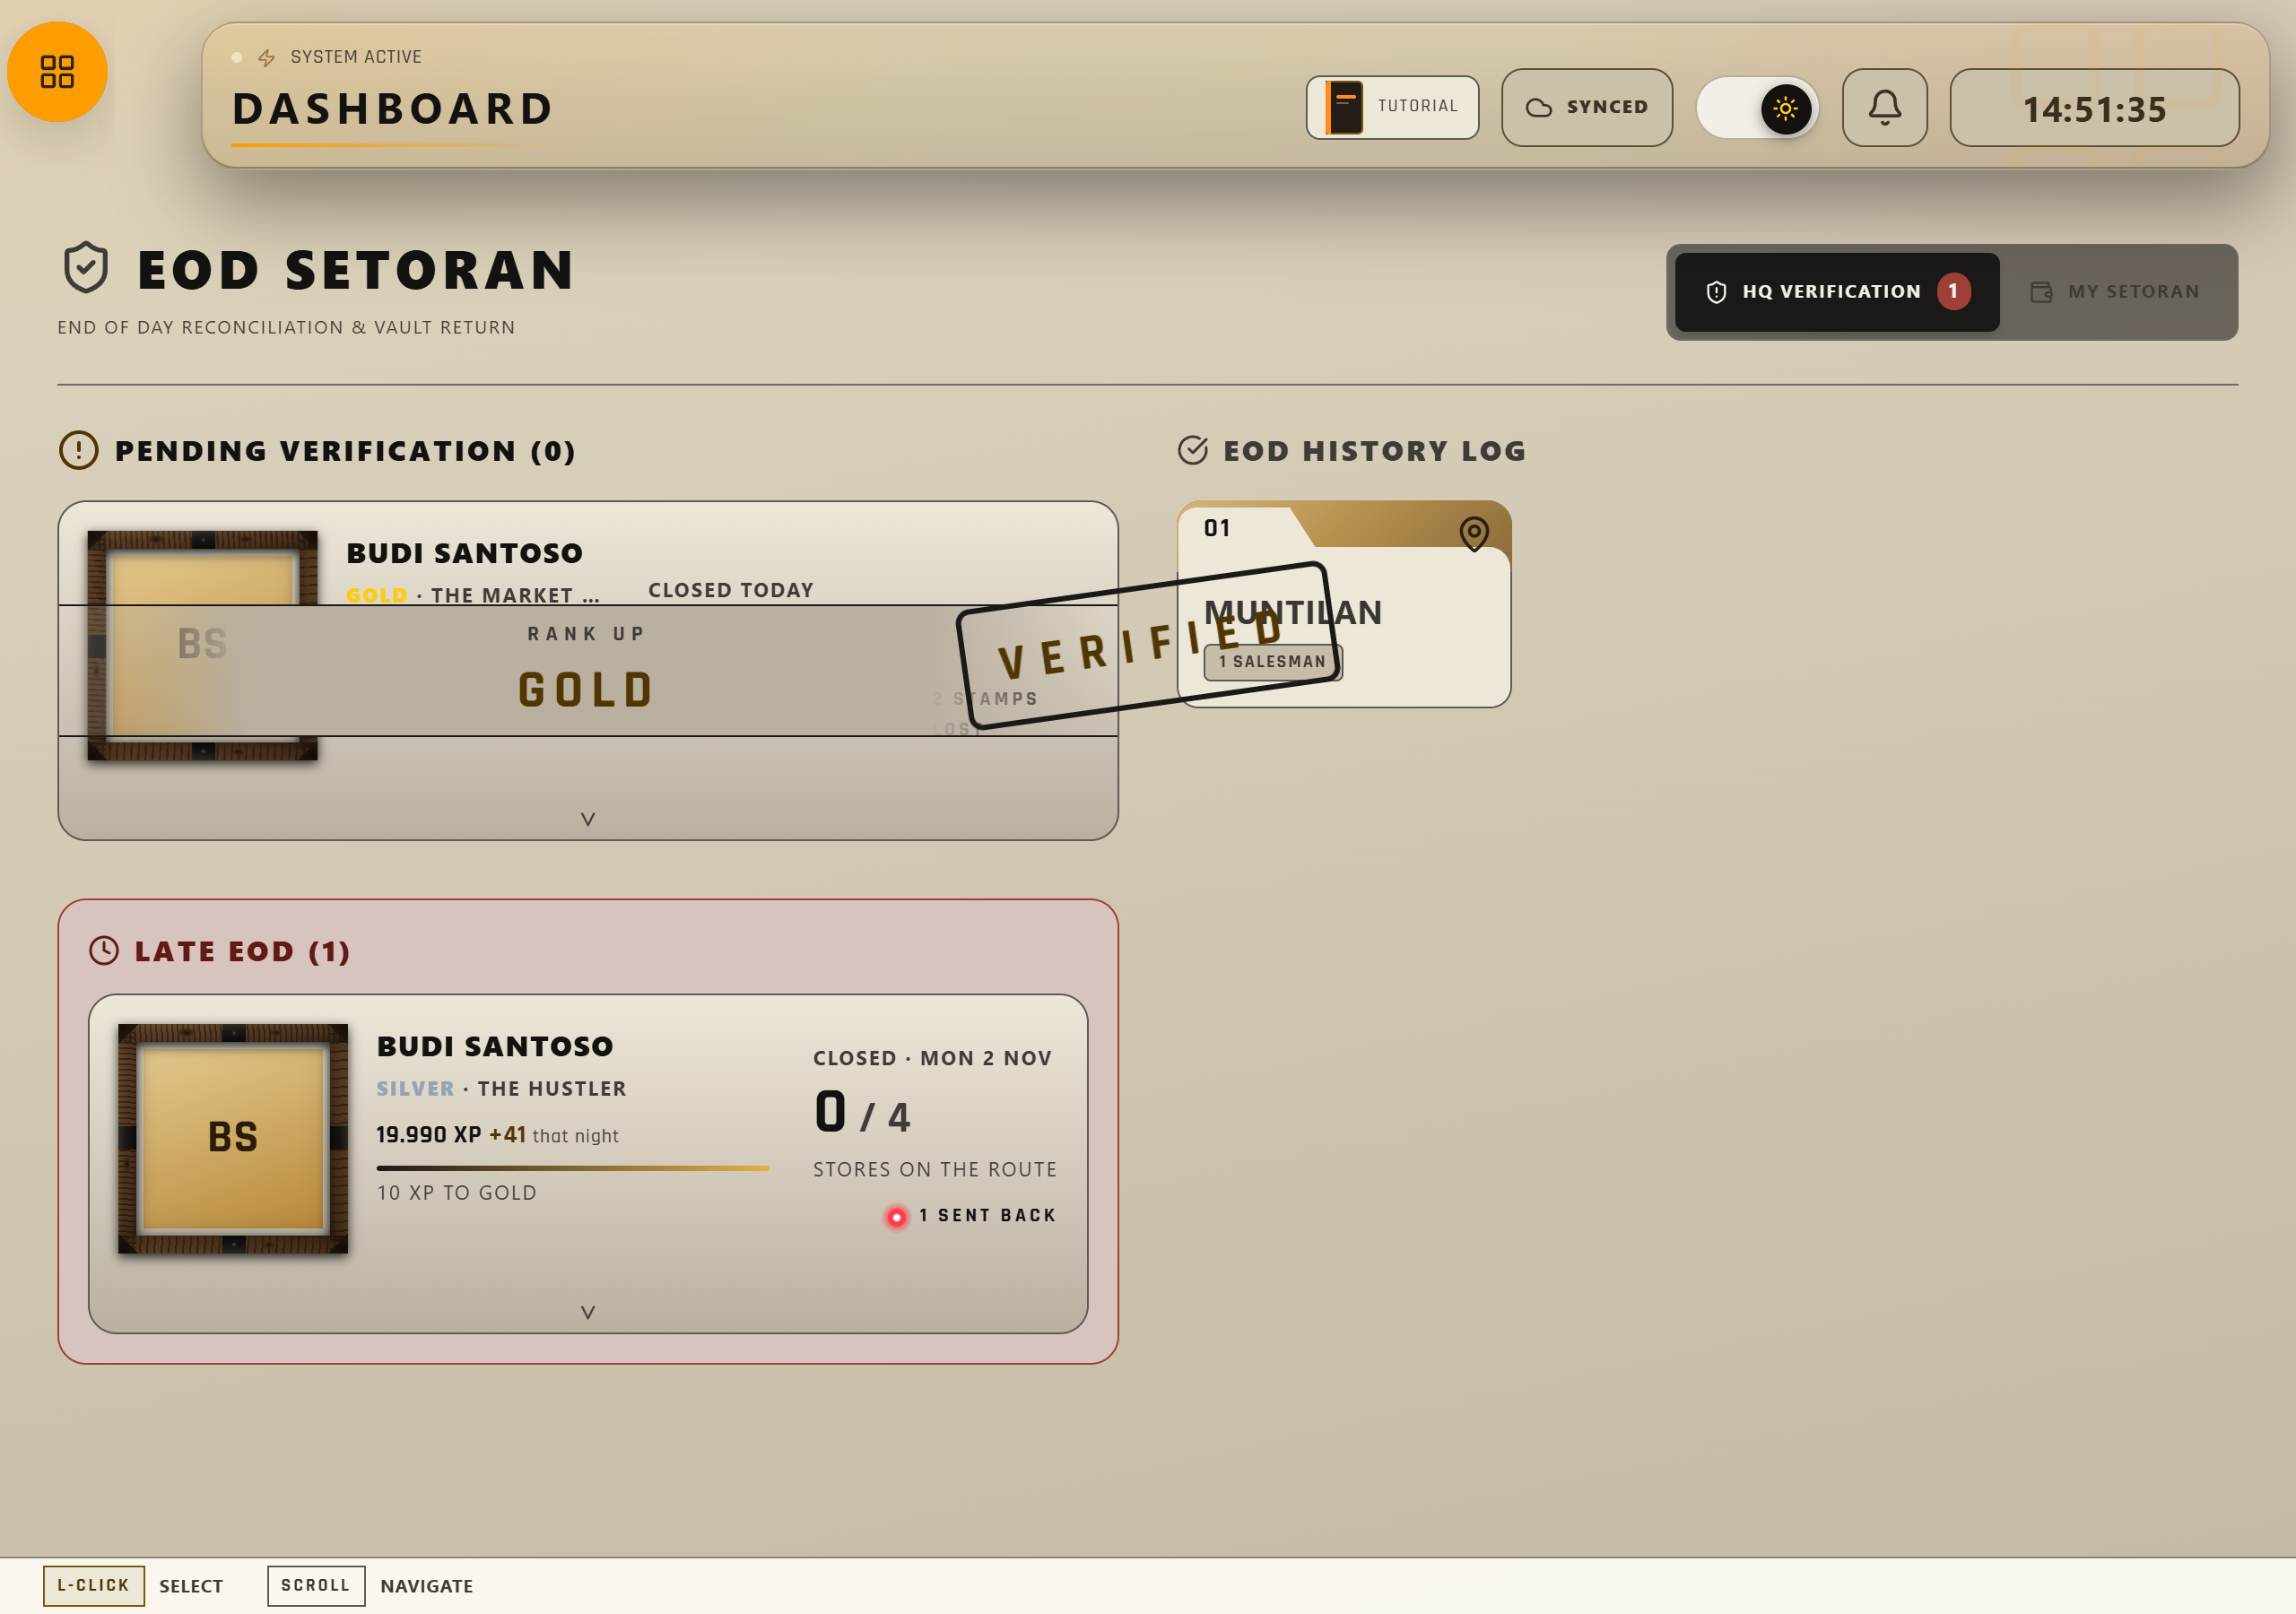 SYSTEM ACTIVE
DASHBOARD
TUTORIAL
SYNCED
14:51:35
EOD SETORAN
END OF DAY RECONCILIATION & VAULT RETURN
HQ VERIFICATION 1
MY SETORAN
PENDING VERIFICATION (0)
BUDI SANTOSO
GOLD · THE MARKET ...
CLOSED TODAY
BS
RANK UP
GOLD
2 STAMPS
LOST
VERIFIED
EOD HISTORY LOG
01
MUNTILAN
1 SALESMAN
LATE EOD (1)
BS
BUDI SANTOSO
SILVER · THE HUSTLER
19.990 XP +41 that night
10 XP TO GOLD
CLOSED · MON 2 NOV
0 / 4
STORES ON THE ROUTE
1 SENT BACK
L-CLICK SELECT SCROLL NAVIGATE